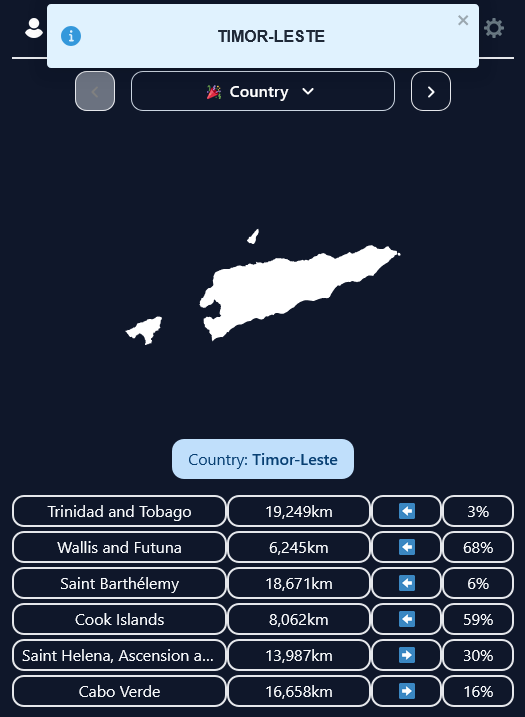 TIMOR-LESTE
🎉 Country
Country: Timor-Leste
Trinidad and Tobago 19,249km ⬅️ 3%
Wallis and Futuna 6,245km ⬅️ 68%
Saint Barthélemy 18,671km ⬅️ 6%
Cook Islands 8,062km ⬅️ 59%
Saint Helena, Ascension a... 13,987km ➡️ 30%
Cabo Verde 16,658km ➡️ 16%